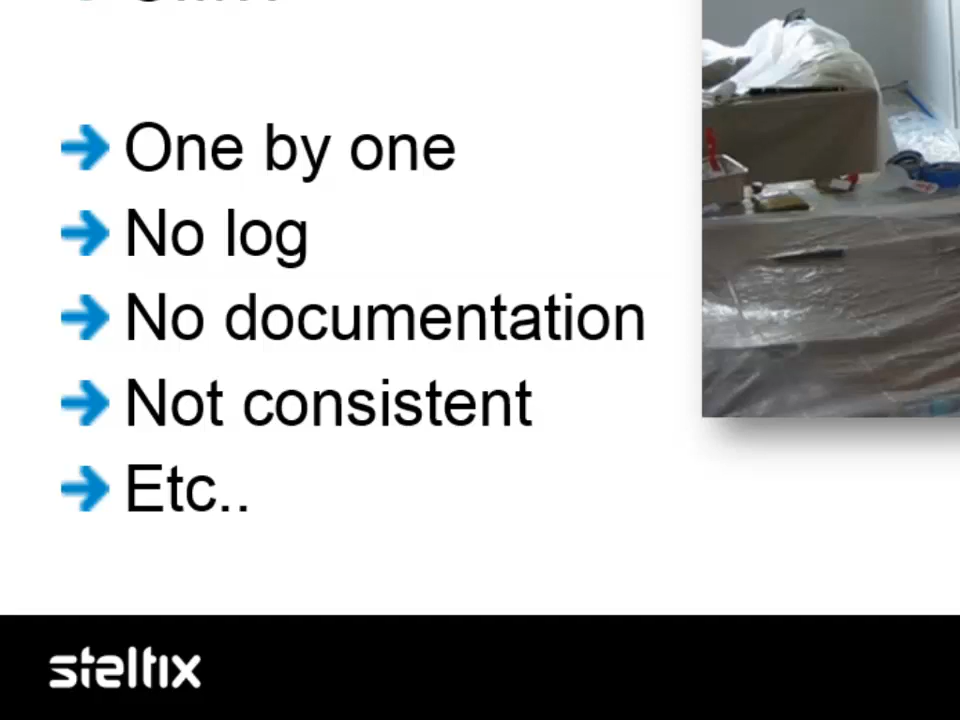 One by one
No log
No documentation
Not consistent
Etc..
steltix